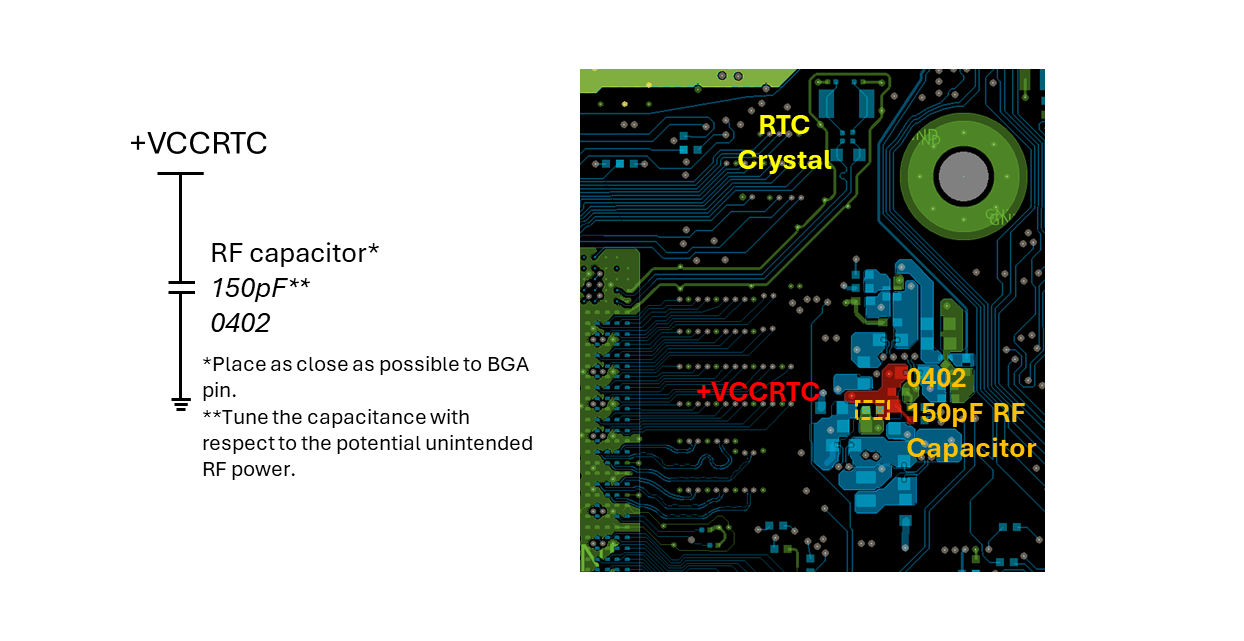 +VCCRTC
RF capacitor*
150pF**
0402
*Place as close as possible to BGA
pin.
**Tune the capacitance with
respect to the potential unintended
RF power.
RTC
Crystal
+VCCRTC
0402
150pF RF
Capacitor